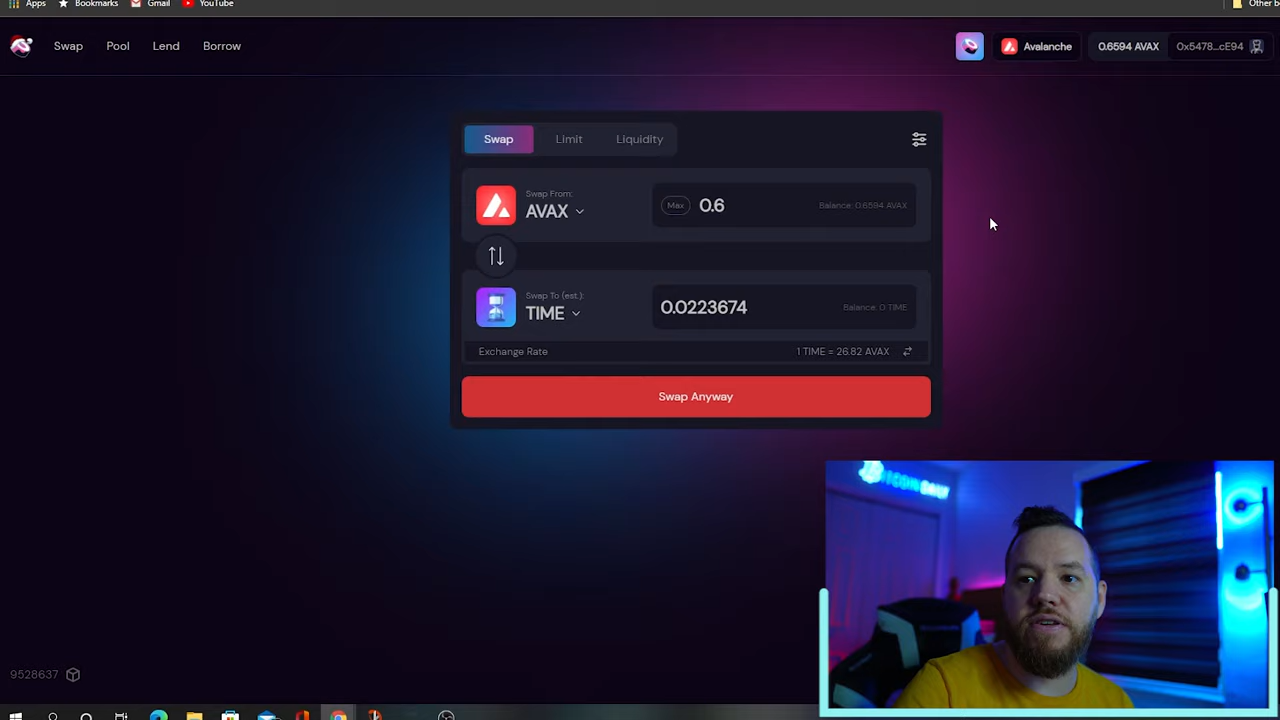 Apps Bookmarks Gmail YouTube Other b
Swap Pool Lend Borrow Avalanche 0.6594 AVAX 0x5478...cE94
Swap Limit Liquidity
Swap From:
AVAX Max 0.6 Balance: 0.6594 AVAX
Swap To (est.):
TIME 0.0223674 Balance: 0 TIME
Exchange Rate 1 TIME = 26.82 AVAX
Swap Anyway
9528637